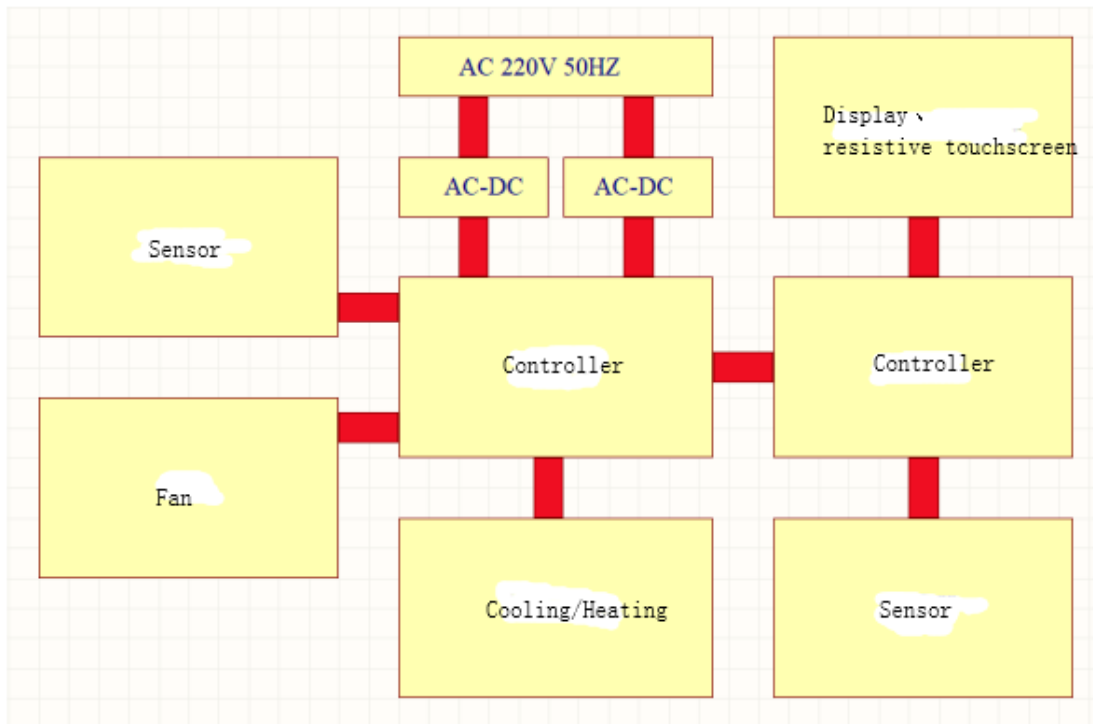 AC 220V 50HZ
Display
resistive touchscreen
AC-DC
AC-DC
Sensor
Controller
Controller
Fan
Cooling/Heating
Sensor